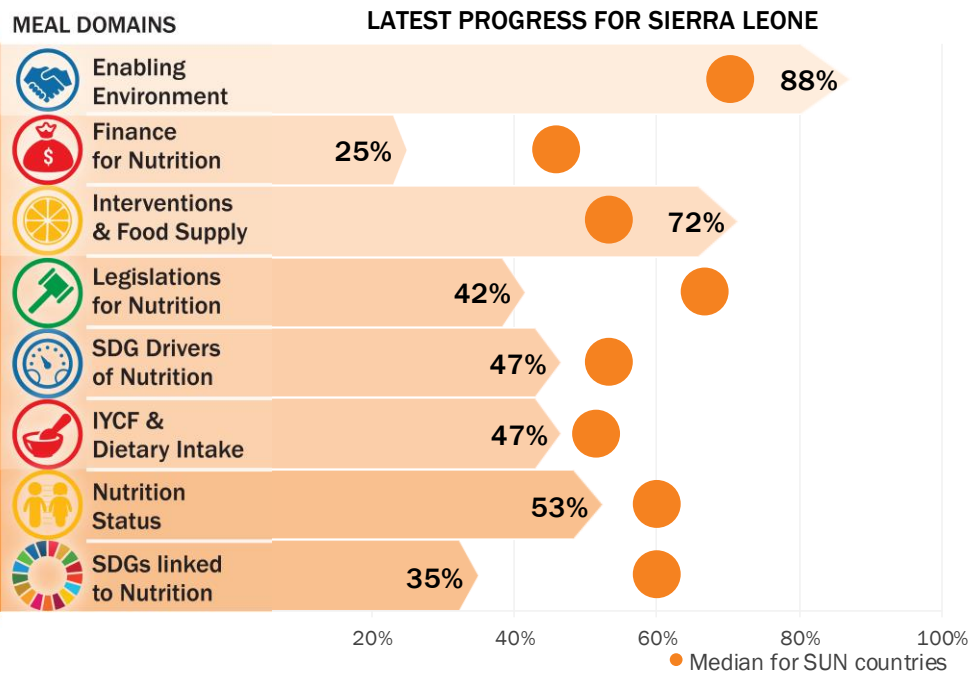 MEAL DOMAINS
LATEST PROGRESS FOR SIERRA LEONE
Enabling
Environment
88%
Finance
for Nutrition
$
25%
Interventions
& Food Supply
72%
Legislations
for Nutrition
42%
SDG Drivers
of Nutrition
47%
IYCF &
Dietary Intake
47%
Nutrition
Status
53%
SDGs linked
to Nutrition
35%
20% 40% 60% 80% 100%
Median for SUN countries